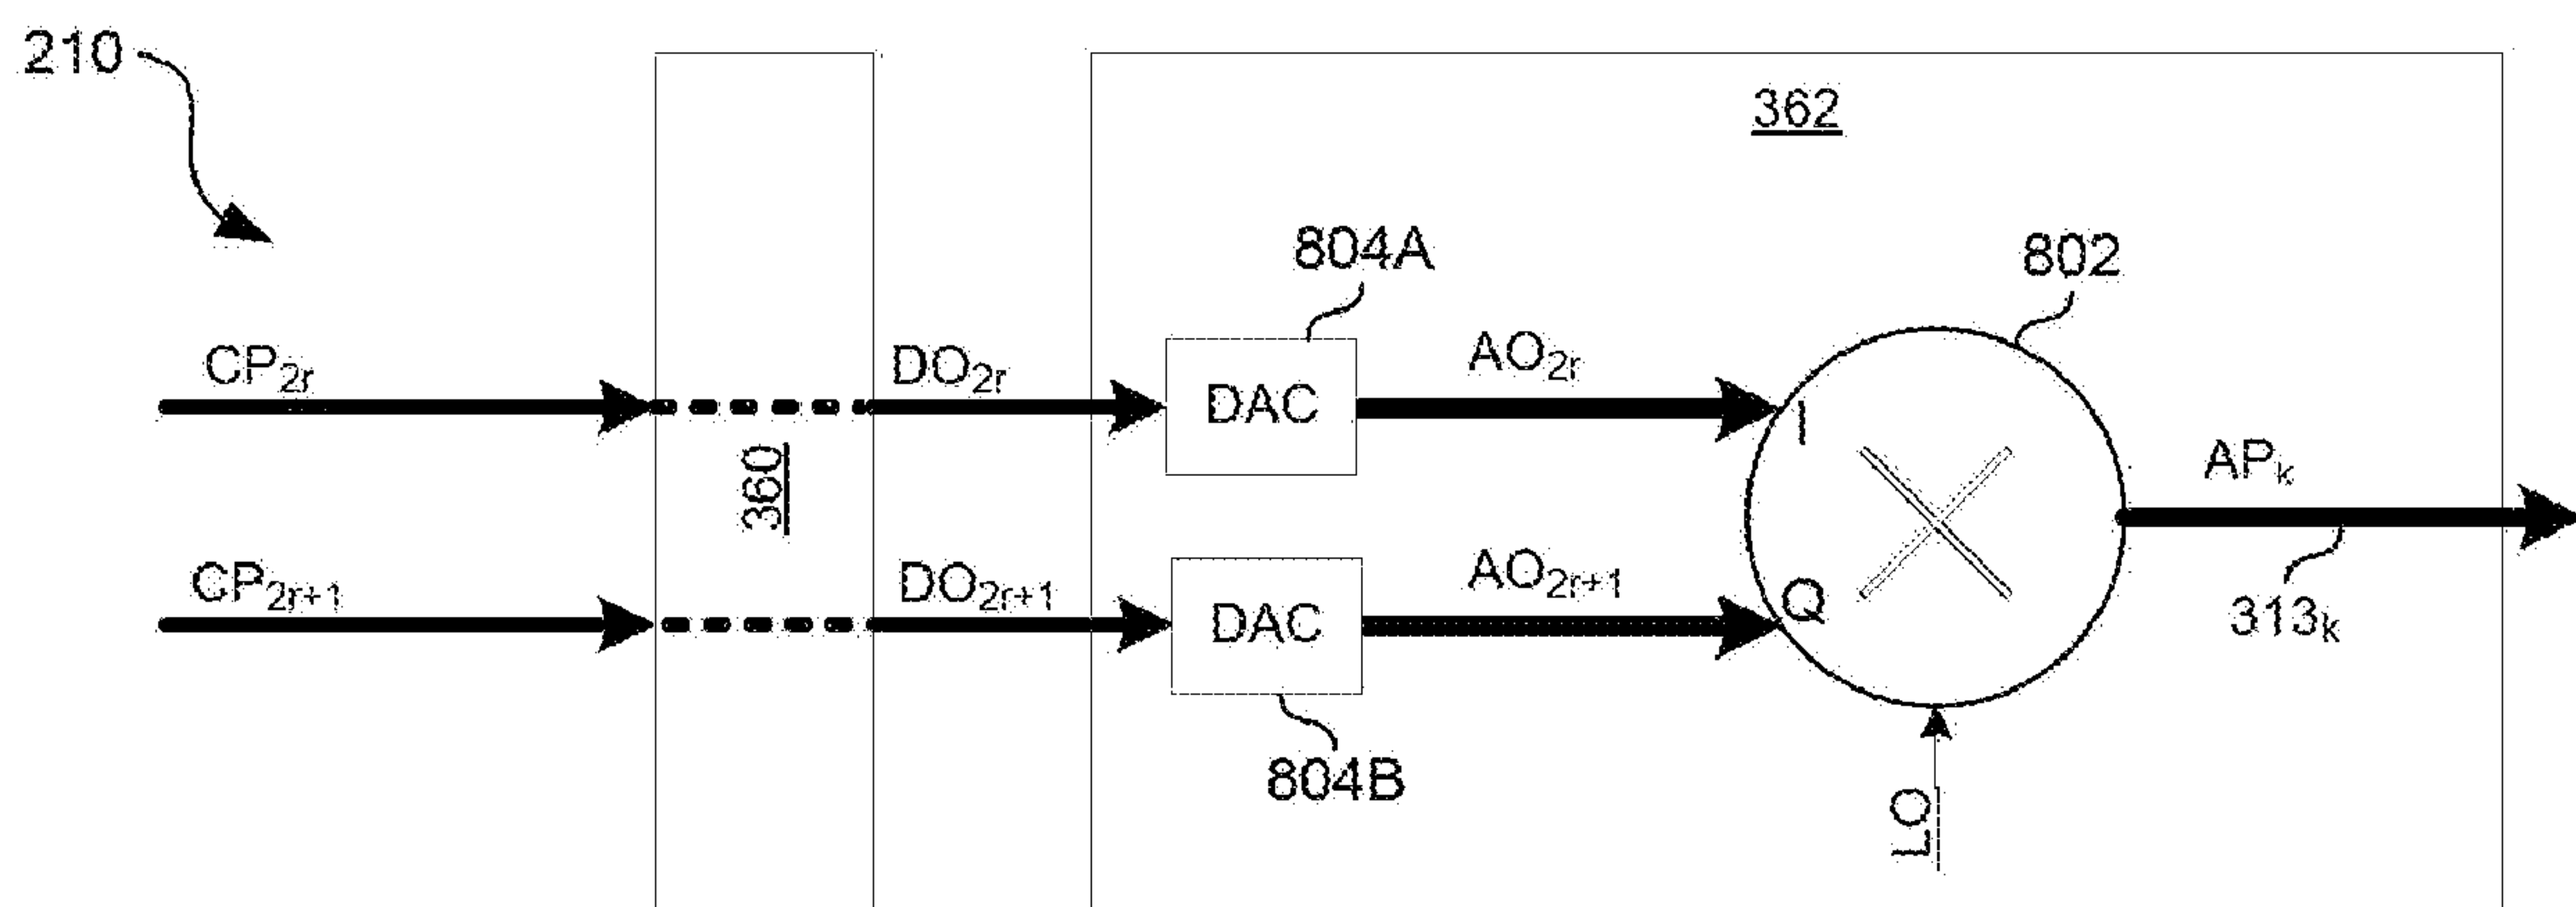 210
362
804A
802
CP2r
DO2r
DAC
AO2r
I
APk
360
CP2r+1
DO2r+1
DAC
AO2r+1
Q
313k
804B
LO